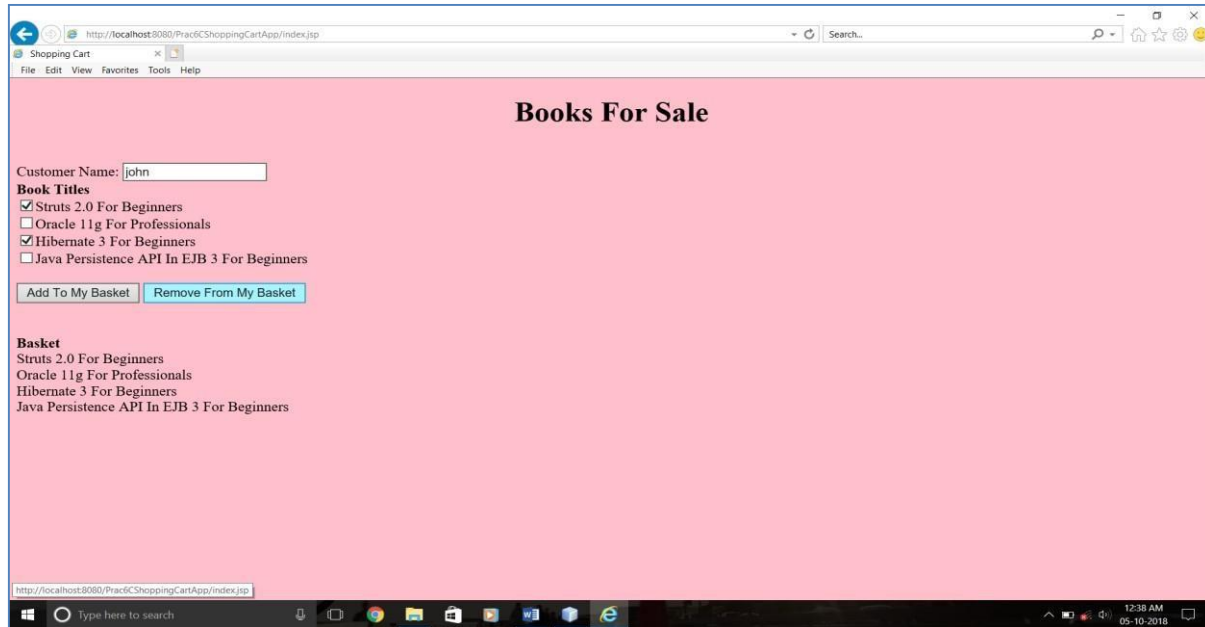 http://localhost:8080/Prac6CShoppingCartApp/index.jsp
Search...
Shopping Cart
File Edit View Favorites Tools Help
Books For Sale
Customer Name: john
Book Titles
Struts 2.0 For Beginners
Oracle 11g For Professionals
Hibernate 3 For Beginners
Java Persistence API In EJB 3 For Beginners
Add To My Basket Remove From My Basket
Basket
Struts 2.0 For Beginners
Oracle 11g For Professionals
Hibernate 3 For Beginners
Java Persistence API In EJB 3 For Beginners
http://localhost:8080/Prac6CShoppingCartApp/index.jsp
Type here to search
12:38 AM
05-10-2018